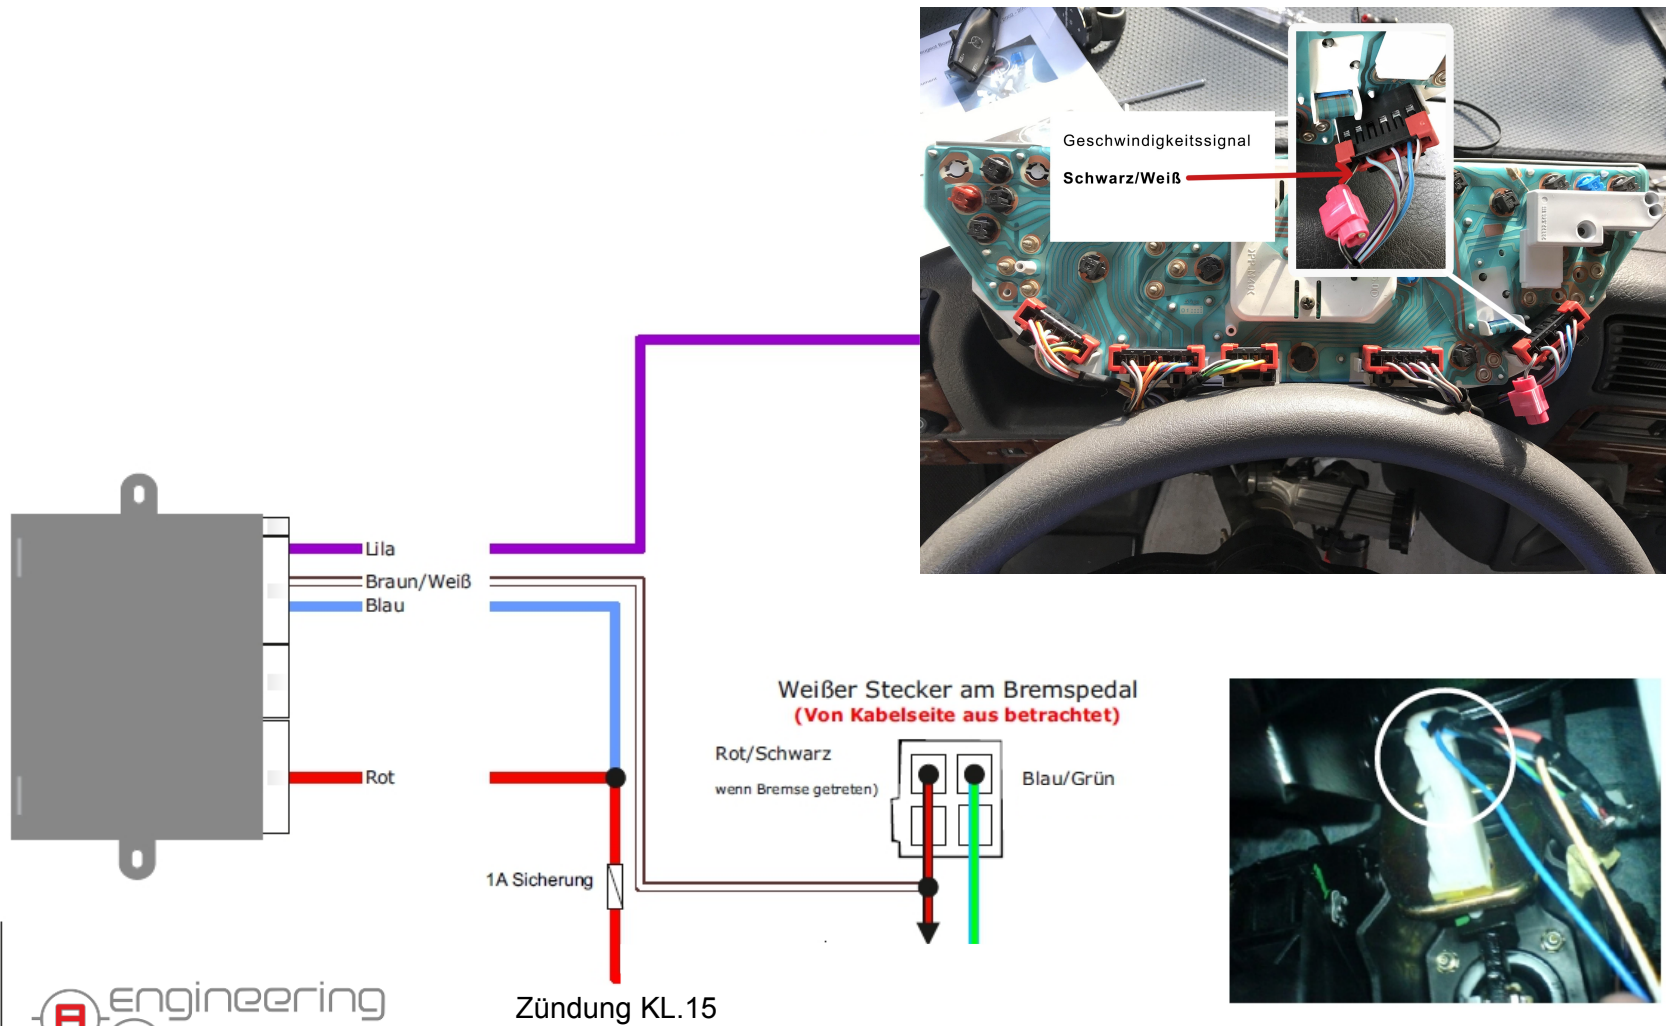 Geschwindigkeitssignal
Schwarz/Weiß
Lila
Braun/Weiß
Blau
Weißer Stecker am Bremspedal
(Von Kabelseite aus betrachtet)
Rot/Schwarz
wenn Bremse getreten)
Blau/Grün
Rot
1A Sicherung
Engineering
Zündung KL.15